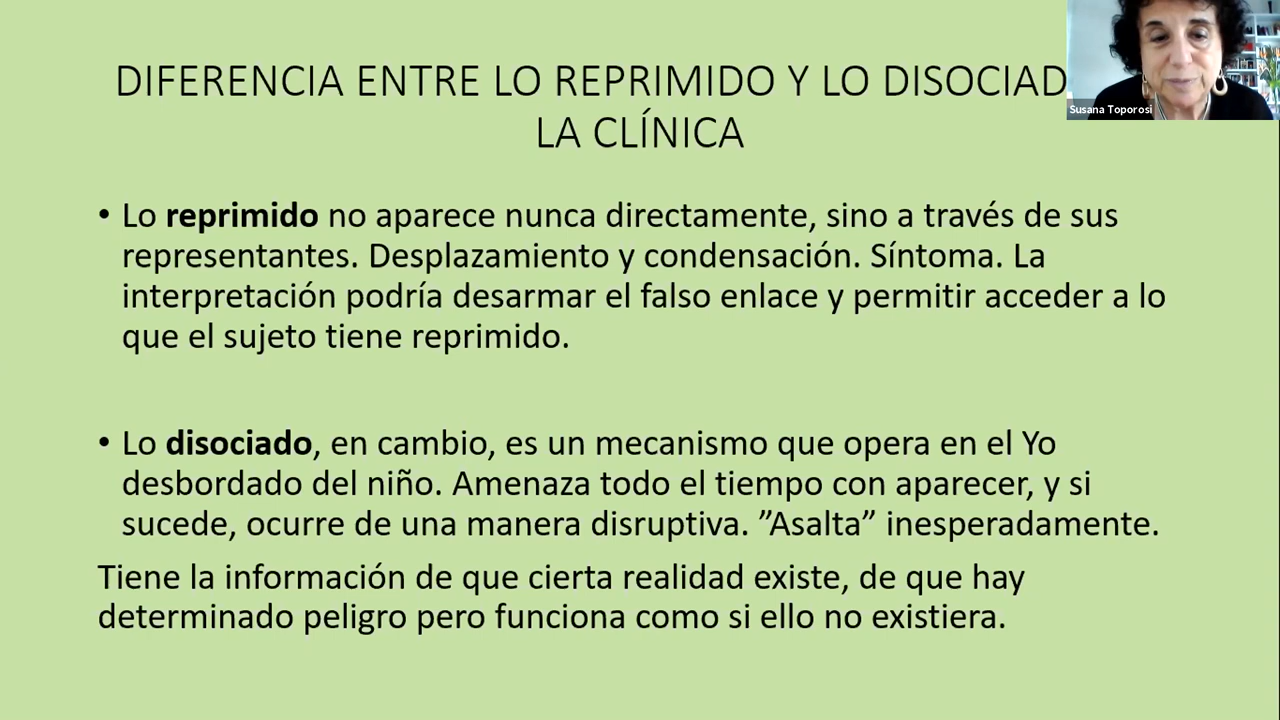 DIFERENCIA ENTRE LO REPRIMIDO Y LO DISOCIAD
LA CLÍNICA
Susana Toporosi
• Lo reprimido no aparece nunca directamente, sino a través de sus
representantes. Desplazamiento y condensación. Síntoma. La
interpretación podría desarmar el falso enlace y permitir acceder a lo
que el sujeto tiene reprimido.
• Lo disociado, en cambio, es un mecanismo que opera en el Yo
desbordado del niño. Amenaza todo el tiempo con aparecer, y si
sucede, ocurre de una manera disruptiva. ”Asalta” inesperadamente.
Tiene la información de que cierta realidad existe, de que hay
determinado peligro pero funciona como si ello no existiera.